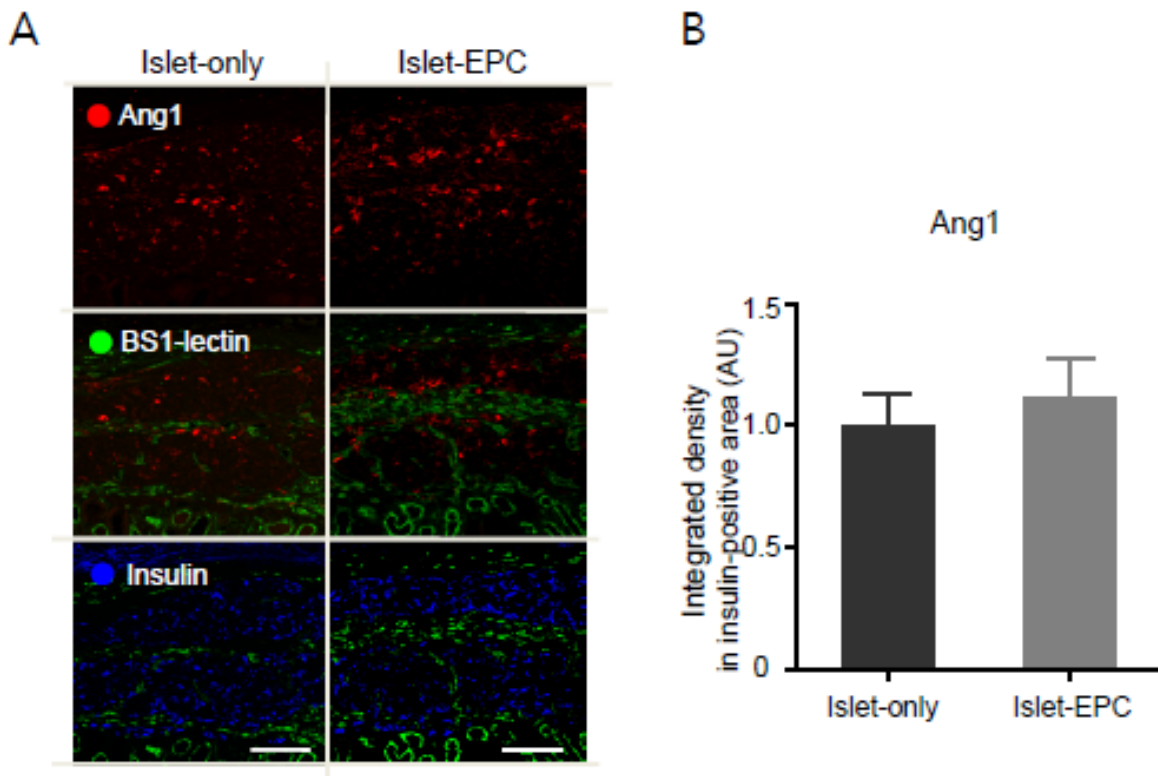 A
Islet-only
Islet-EPC
Ang1
BS1-lectin
Insulin
B
Ang1
Integrated density
in insulin-positive area (AU)
1.5
1.0
0.5
0
Islet-only
Islet-EPC